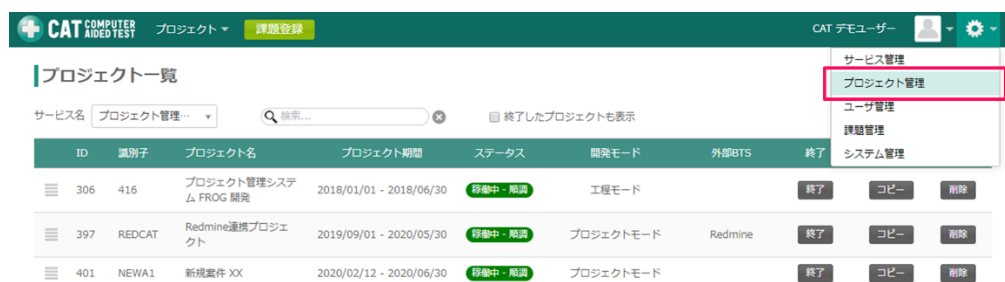 CAT COMPUTER AIDED TEST プロジェクト 課題登録 CAT デモユーザー
サービス管理
プロジェクト一覧
プロジェクト管理
サービス名 プロジェクト管理… 検索... 終了したプロジェクトも表示
ユーザ管理
課題管理
システム管理
ID 識別子 プロジェクト名 プロジェクト期間 ステータス 開発モード 外部BTS 終了
306 416 プロジェクト管理システム FROG 開発 2018/01/01 - 2018/06/30 稼働中 - 順調 工程モード 終了 コピー 削除
397 REDCAT Redmine連携プロジェクト 2019/09/01 - 2020/05/30 稼働中 - 順調 プロジェクトモード Redmine 終了 コピー 削除
401 NEWA1 新規案件 XX 2020/02/12 - 2020/06/30 稼働中 - 順調 プロジェクトモード 終了 コピー 削除